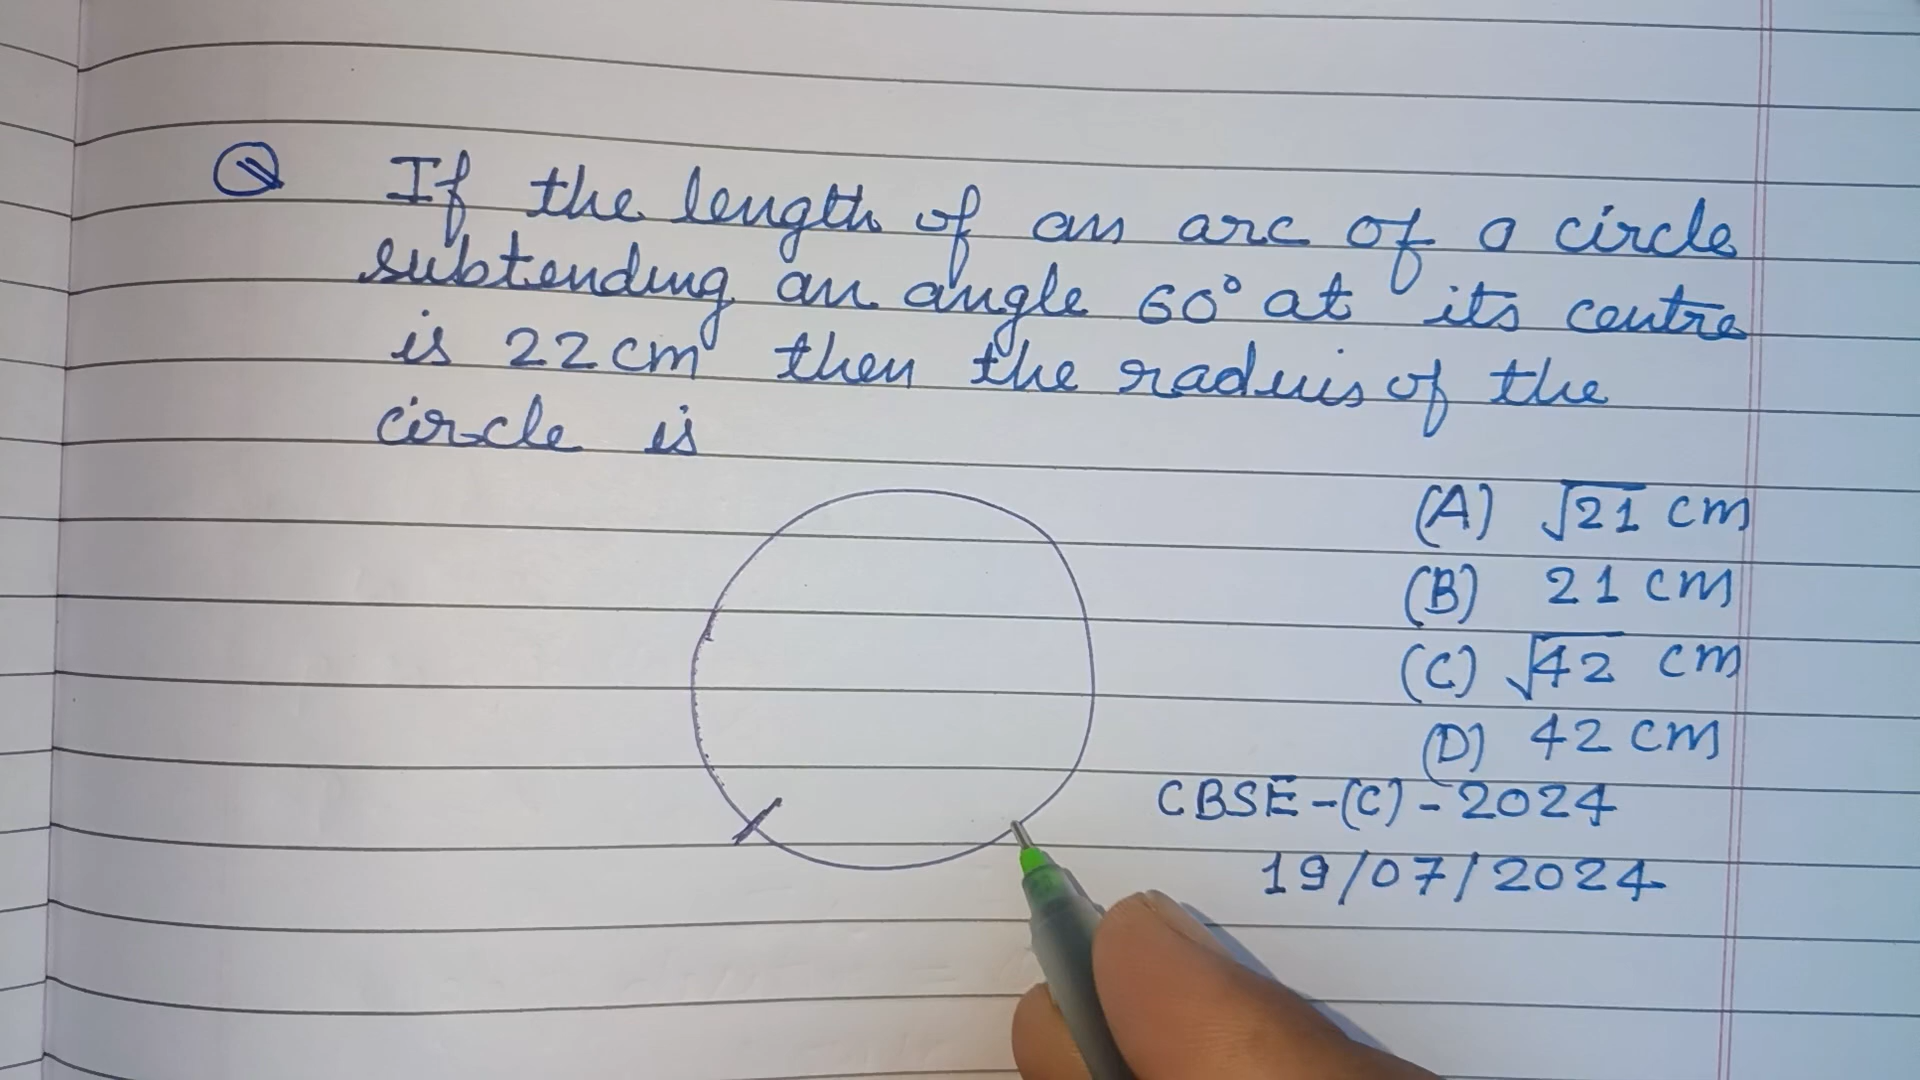 Q If the length of an arc of a circle
subtending an angle 60° at its centre
is 22 cm then the radius of the
circle is
(A) √21 cm
(B) 21 cm
(C) √42 cm
(D) 42 cm
CBSE-(C)-2024
19/07/2024